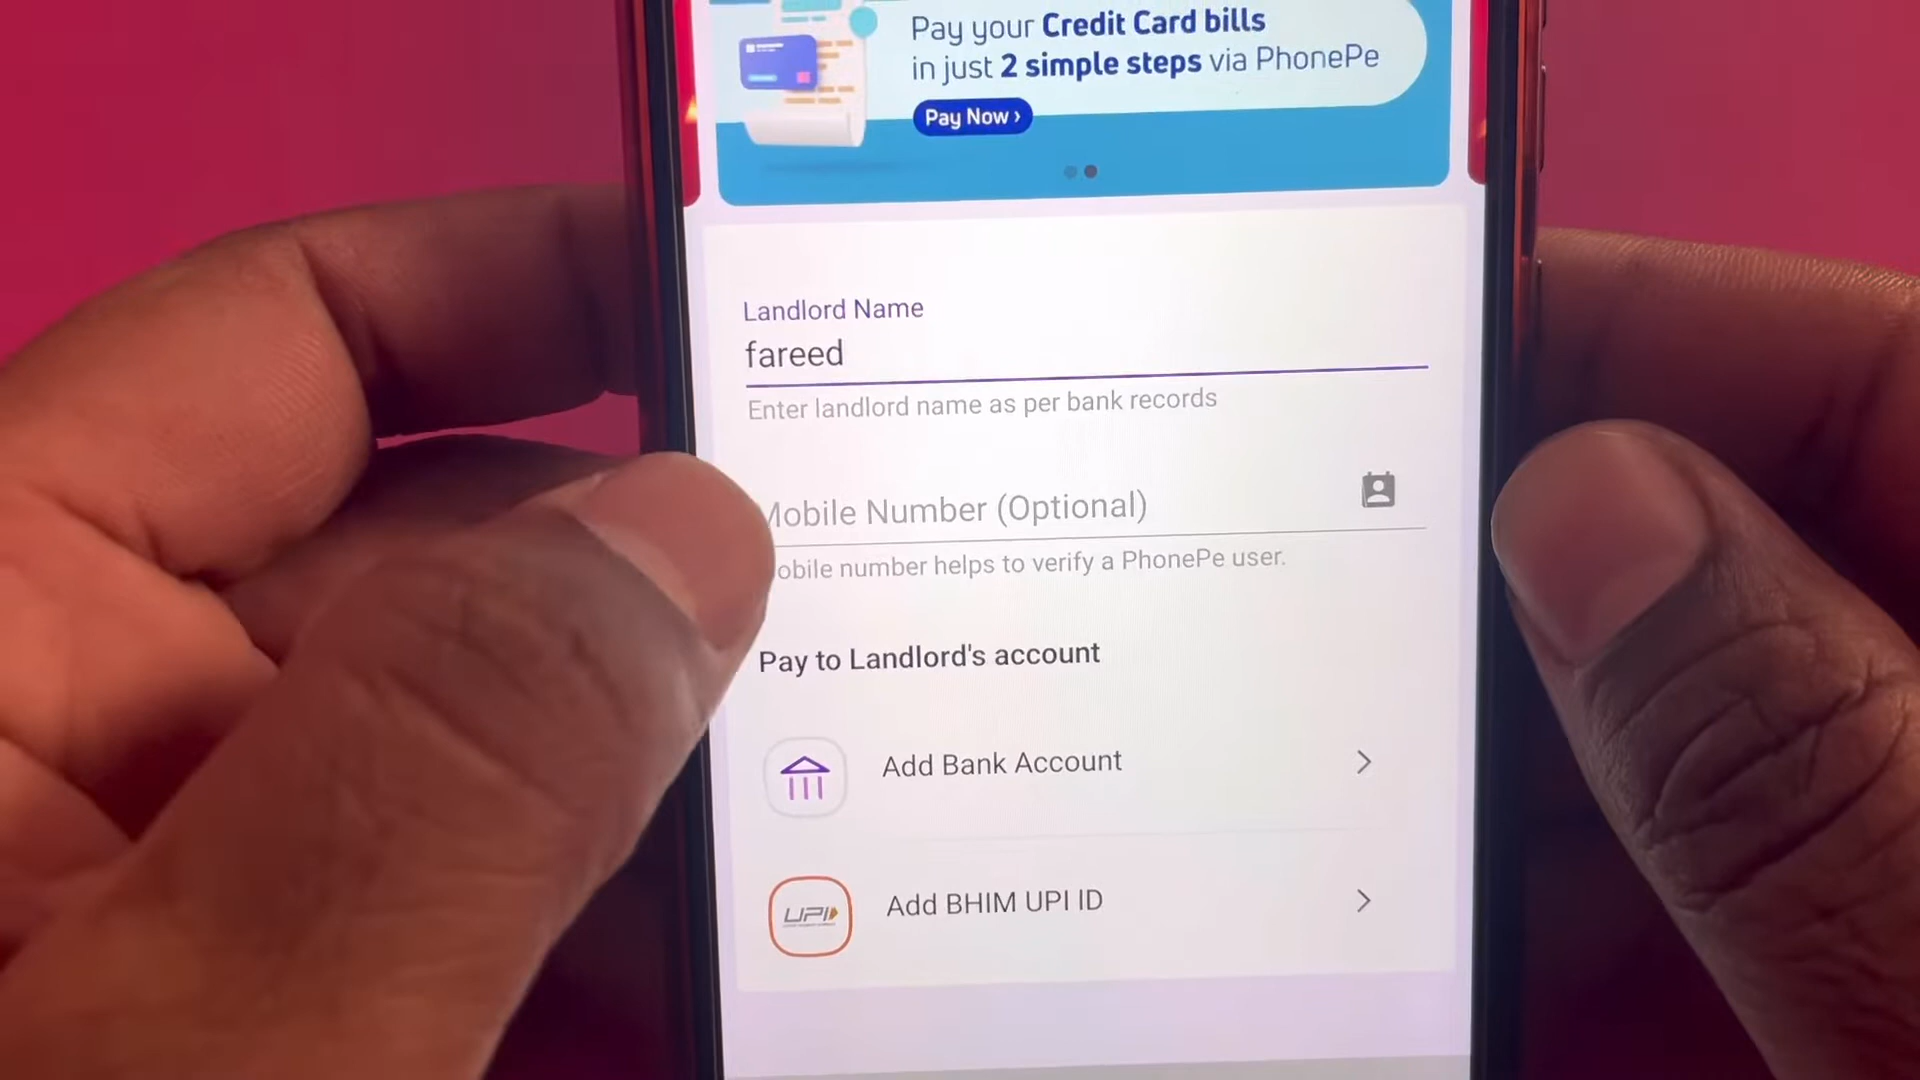 Pay your Credit Card bills
in just 2 simple steps via PhonePe
Pay Now ›
Landlord Name
fareed
Enter landlord name as per bank records
Mobile Number (Optional)
obile number helps to verify a PhonePe user.
Pay to Landlord's account
Add Bank Account
UPI
Add BHIM UPI ID